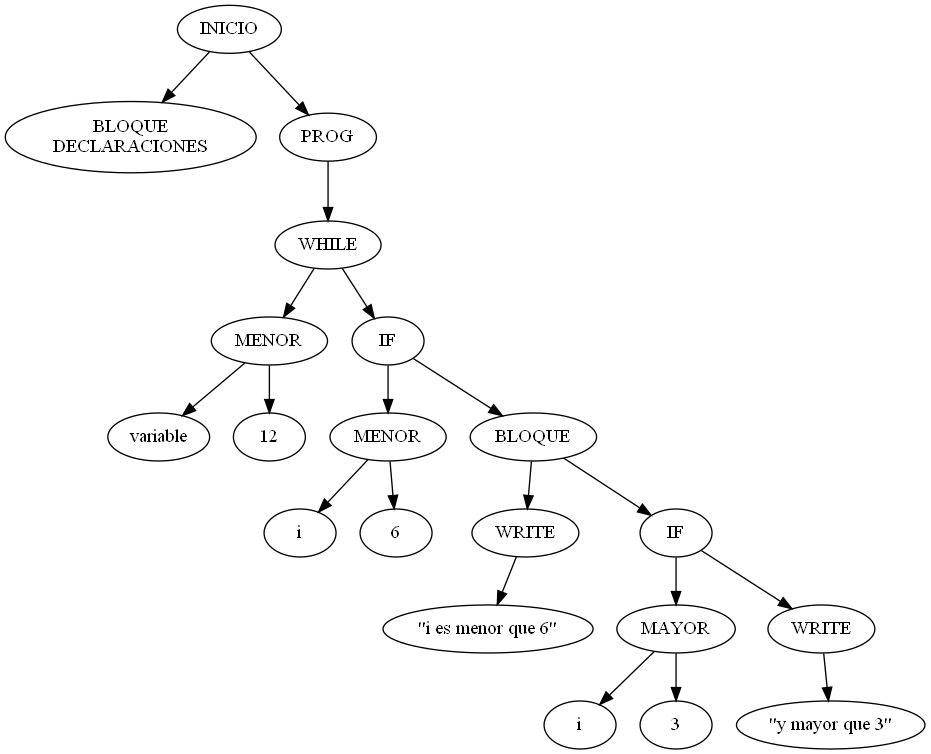 INICIO
BLOQUE
DECLARACIONES
PROG
WHILE
MENOR
IF
variable
12
MENOR
BLOQUE
i
6
WRITE
IF
"i es menor que 6"
MAYOR
WRITE
i
3
"y mayor que 3"